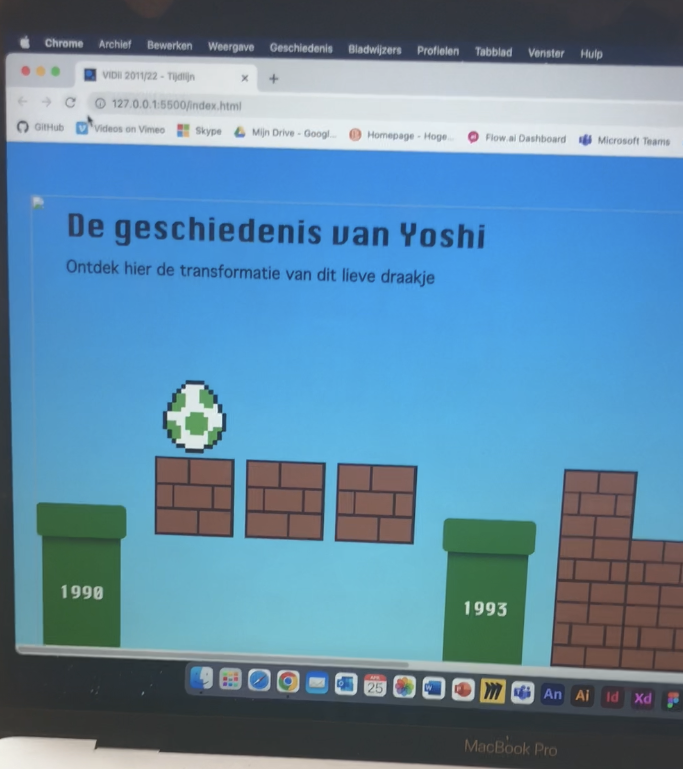 Chrome Archief Bewerken Weergave Geschiedenis Bladwijzers Profielen Tabblad Venster Hulp
VIDII 2011/22 - Tijdlijn
127.0.0.1:5500/index.html
GitHub Videos on Vimeo Skype Mijn Drive - Googl... Homepage - Hoge... Flow.ai Dashboard Microsoft Teams
De geschiedenis van Yoshi
Ontdek hier de transformatie van dit lieve draakje
1990
1993
25
An Ai Id Xd
MacBook Pro